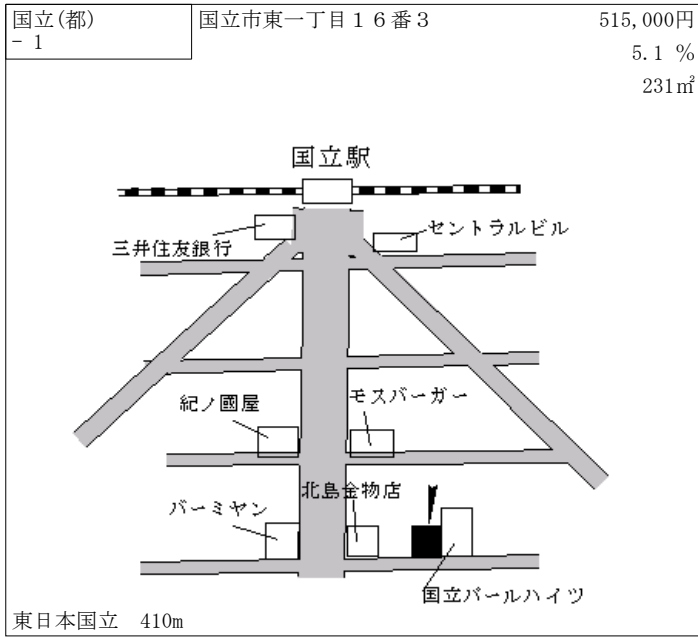 国立(都)
- 1
国立市東一丁目１６番３
515,000円
5.1 %
231㎡
国立駅
三井住友銀行
セントラルビル
紀ノ國屋
モスバーガー
北島金物店
バーミヤン
国立パールハイツ
東日本国立　410m